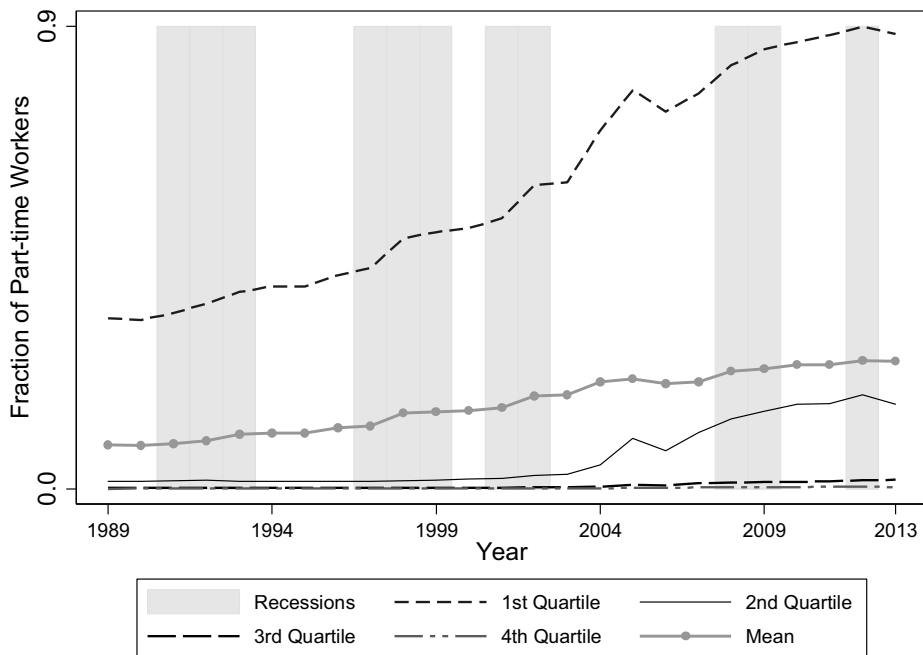 0.9
Fraction of Part-time Workers
0.0
1989 1994 1999 2004 2009 2013
Year
Recessions 1st Quartile 2nd Quartile
3rd Quartile 4th Quartile Mean